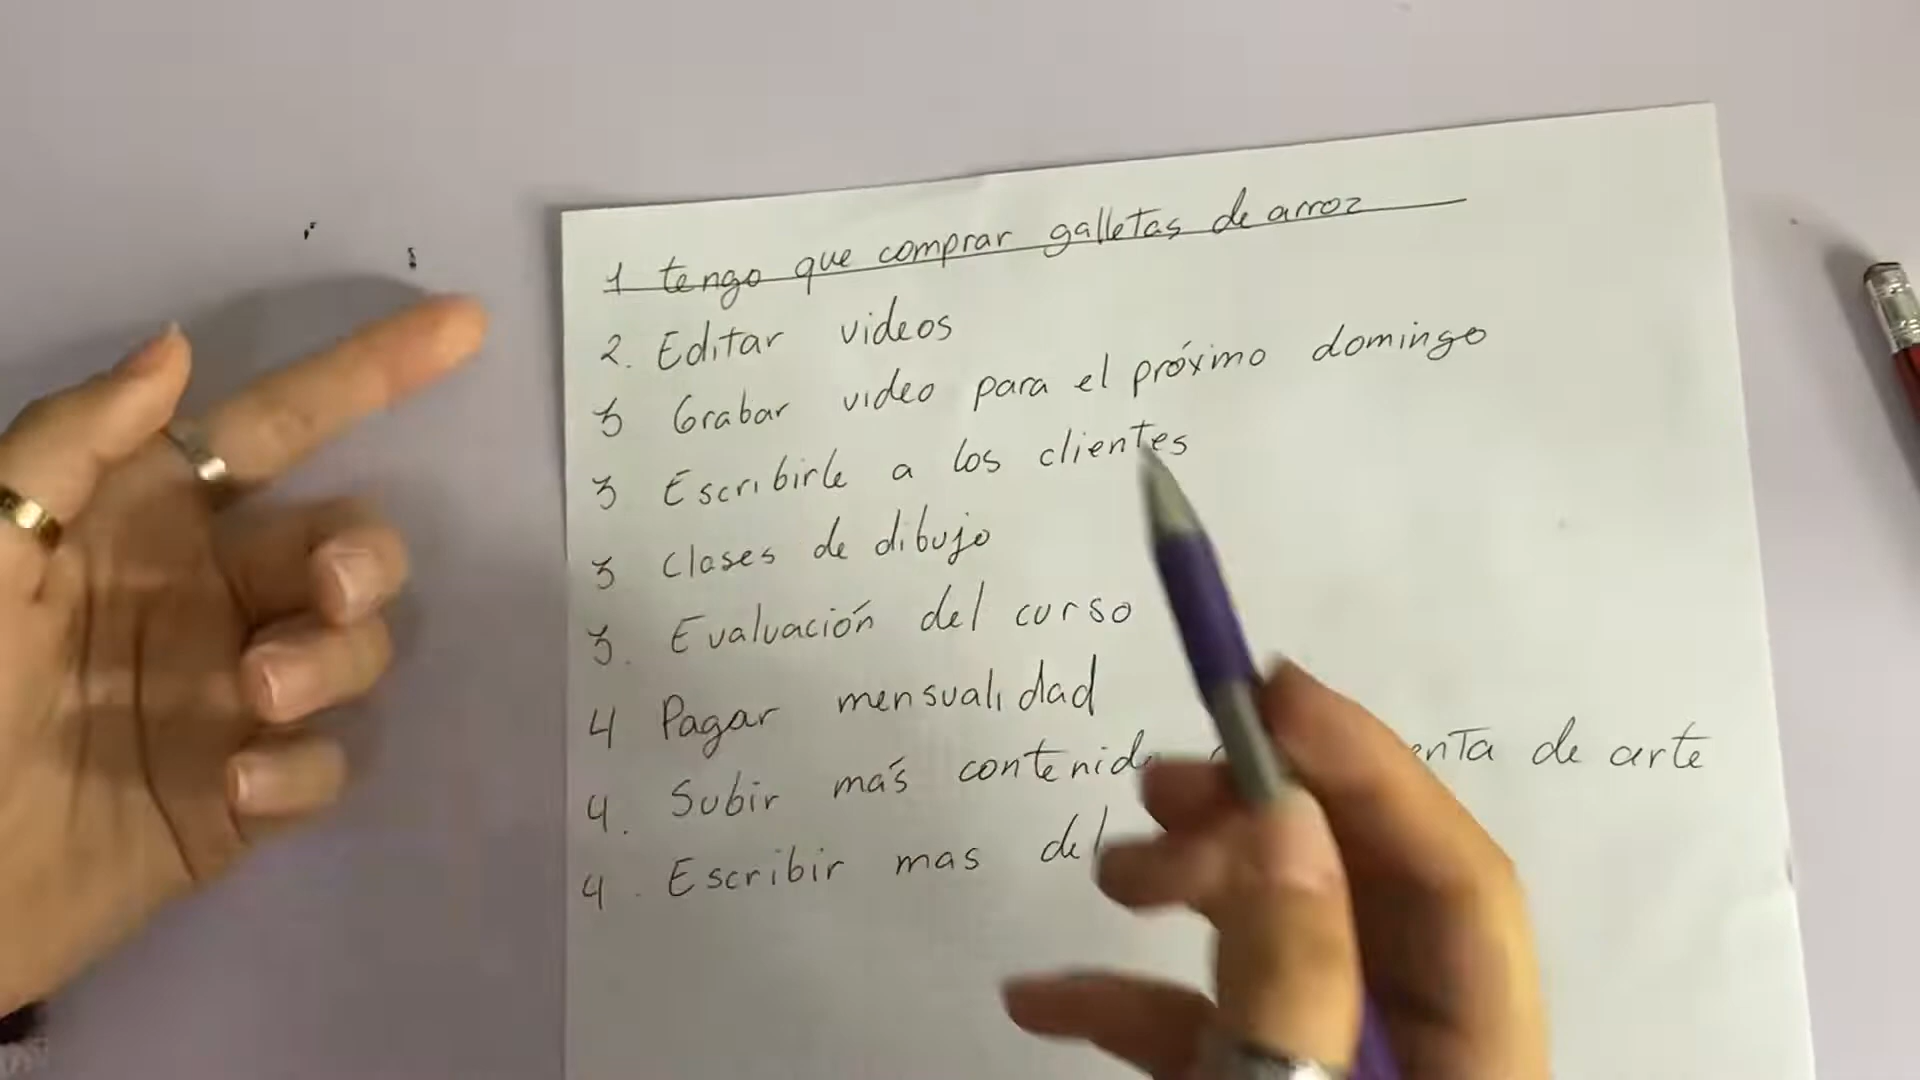 1 tengo que comprar galletas de arroz
2. Editar videos
3 Grabar video para el próximo domingo
3 Escribirle a los clientes
3 Clases de dibujo
3. Evaluación del curso
4 Pagar mensualidad
4. Subir más de arte
4. Escribir mas